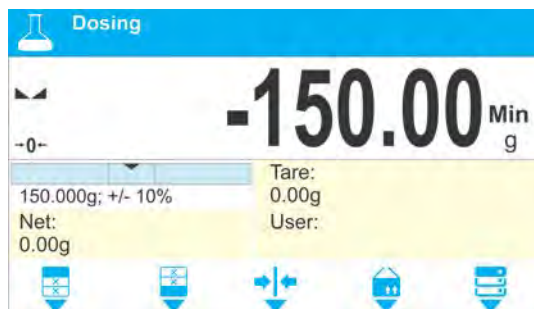 Dosing
→0←
-150.00 Min
g
150.000g; +/- 10%
Net:
0.00g
Tare:
0.00g
User: